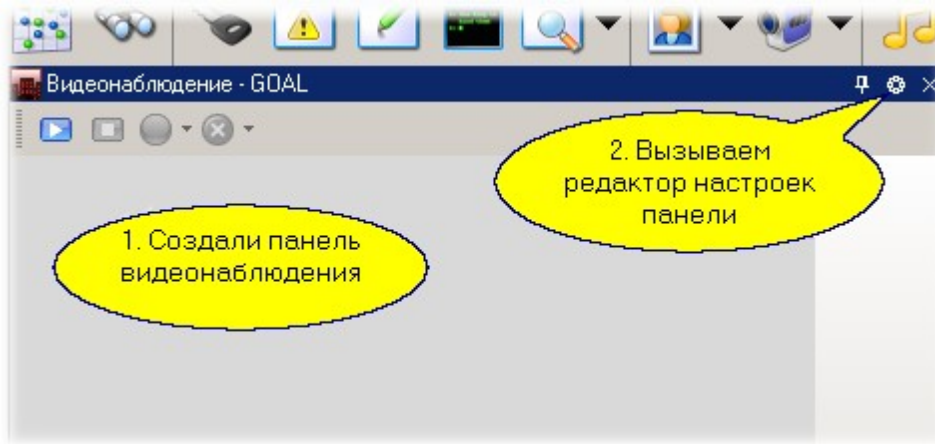 Видеонаблюдение - GOAL
2. Вызываем
редактор настроек
панели
1. Создали панель
видеонаблюдения